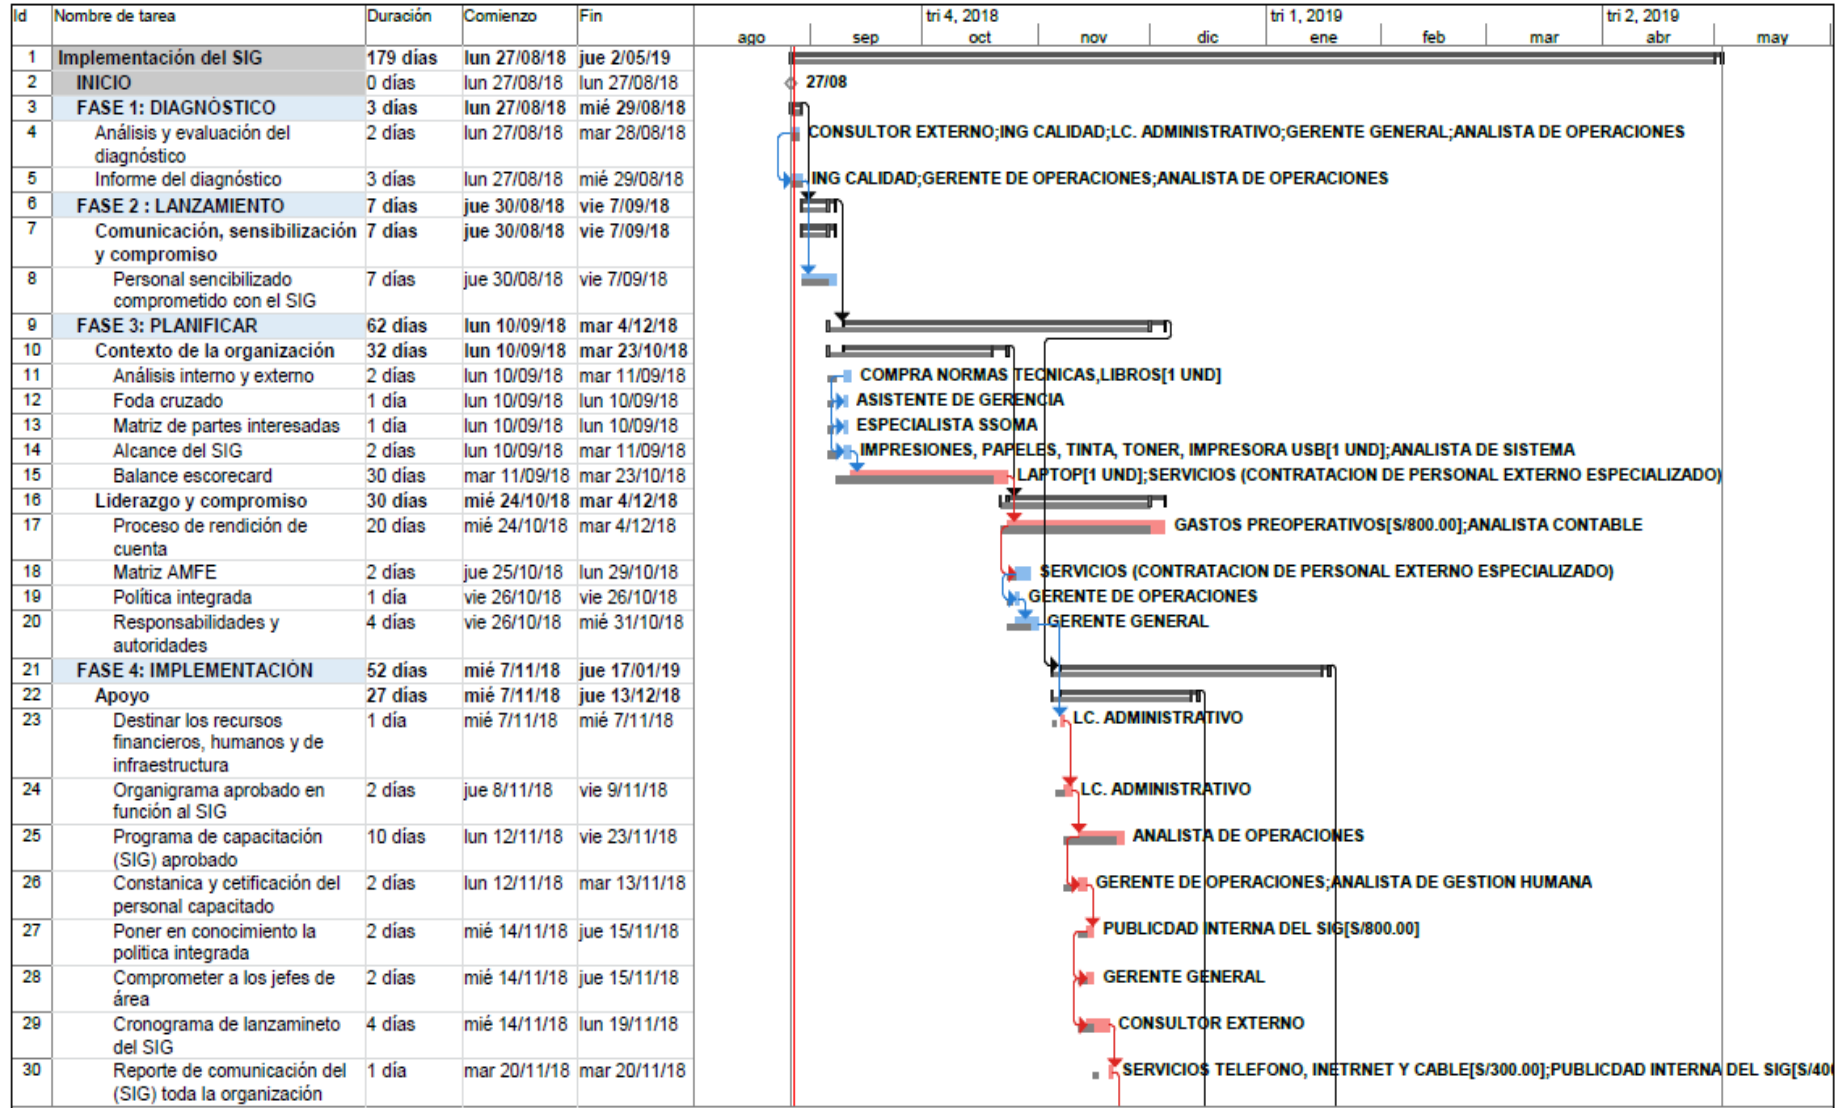 Id Nombre de tarea Duración Comienzo Fin tri 4, 2018 tri 1, 2019 tri 2, 2019
ago sep oct nov dic ene feb mar abr may
1 Implementación del SIG 179 días lun 27/08/18 jue 2/05/19
2 INICIO 0 días lun 27/08/18 lun 27/08/18 27/08
3 FASE 1: DIAGNÓSTICO 3 días lun 27/08/18 mié 29/08/18
4 Análisis y evaluación del 2 días lun 27/08/18 mar 28/08/18 CONSULTOR EXTERNO;ING CALIDAD;LC. ADMINISTRATIVO;GERENTE GENERAL;ANALISTA DE OPERACIONES
diagnóstico
5 Informe del diagnóstico 3 días lun 27/08/18 mié 29/08/18 ING CALIDAD;GERENTE DE OPERACIONES;ANALISTA DE OPERACIONES
6 FASE 2 : LANZAMIENTO 7 días jue 30/08/18 vie 7/09/18
7 Comunicación, sensibilización 7 días jue 30/08/18 vie 7/09/18
y compromiso
8 Personal sencibilizado 7 días jue 30/08/18 vie 7/09/18
comprometido con el SIG
9 FASE 3: PLANIFICAR 62 días lun 10/09/18 mar 4/12/18
10 Contexto de la organización 32 días lun 10/09/18 mar 23/10/18
11 Análisis interno y externo 2 días lun 10/09/18 mar 11/09/18 COMPRA NORMAS TECNICAS,LIBROS[1 UND]
12 Foda cruzado 1 día lun 10/09/18 lun 10/09/18 ASISTENTE DE GERENCIA
13 Matriz de partes interesadas 1 día lun 10/09/18 lun 10/09/18 ESPECIALISTA SSOMA
14 Alcance del SIG 2 días lun 10/09/18 mar 11/09/18 IMPRESIONES, PAPELES, TINTA, TONER, IMPRESORA USB[1 UND];ANALISTA DE SISTEMA
15 Balance escorecard 30 días mar 11/09/18 mar 23/10/18 LAPTOP[1 UND];SERVICIOS (CONTRATACION DE PERSONAL EXTERNO ESPECIALIZADO)
16 Liderazgo y compromiso 30 días mié 24/10/18 mar 4/12/18
17 Proceso de rendición de 20 días mié 24/10/18 mar 4/12/18 GASTOS PREOPERATIVOS[S/800.00];ANALISTA CONTABLE
cuenta
18 Matriz AMFE 2 días jue 25/10/18 lun 29/10/18 SERVICIOS (CONTRATACION DE PERSONAL EXTERNO ESPECIALIZADO)
19 Política integrada 1 día vie 26/10/18 vie 26/10/18 GERENTE DE OPERACIONES
20 Responsabilidades y 4 días vie 26/10/18 mié 31/10/18 GERENTE GENERAL
autoridades
21 FASE 4: IMPLEMENTACIÓN 52 días mié 7/11/18 jue 17/01/19
22 Apoyo 27 días mié 7/11/18 jue 13/12/18
23 Destinar los recursos 1 día mié 7/11/18 mié 7/11/18 LC. ADMINISTRATIVO
financieros, humanos y de
infraestructura
24 Organigrama aprobado en 2 días jue 8/11/18 vie 9/11/18 LC. ADMINISTRATIVO
función al SIG
25 Programa de capacitación 10 días lun 12/11/18 vie 23/11/18 ANALISTA DE OPERACIONES
(SIG) aprobado
26 Constanica y cetificación del 2 días lun 12/11/18 mar 13/11/18 GERENTE DE OPERACIONES;ANALISTA DE GESTION HUMANA
personal capacitado
27 Poner en conocimiento la 2 días mié 14/11/18 jue 15/11/18 PUBLICDAD INTERNA DEL SIG[S/800.00]
politica integrada
28 Comprometer a los jefes de 2 días mié 14/11/18 jue 15/11/18 GERENTE GENERAL
área
29 Cronograma de lanzamineto 4 días mié 14/11/18 lun 19/11/18 CONSULTOR EXTERNO
del SIG
30 Reporte de comunicación del 1 día mar 20/11/18 mar 20/11/18 SERVICIOS TELEFONO, INETRNET Y CABLE[S/300.00];PUBLICDAD INTERNA DEL SIG[S/400
(SIG) toda la organización